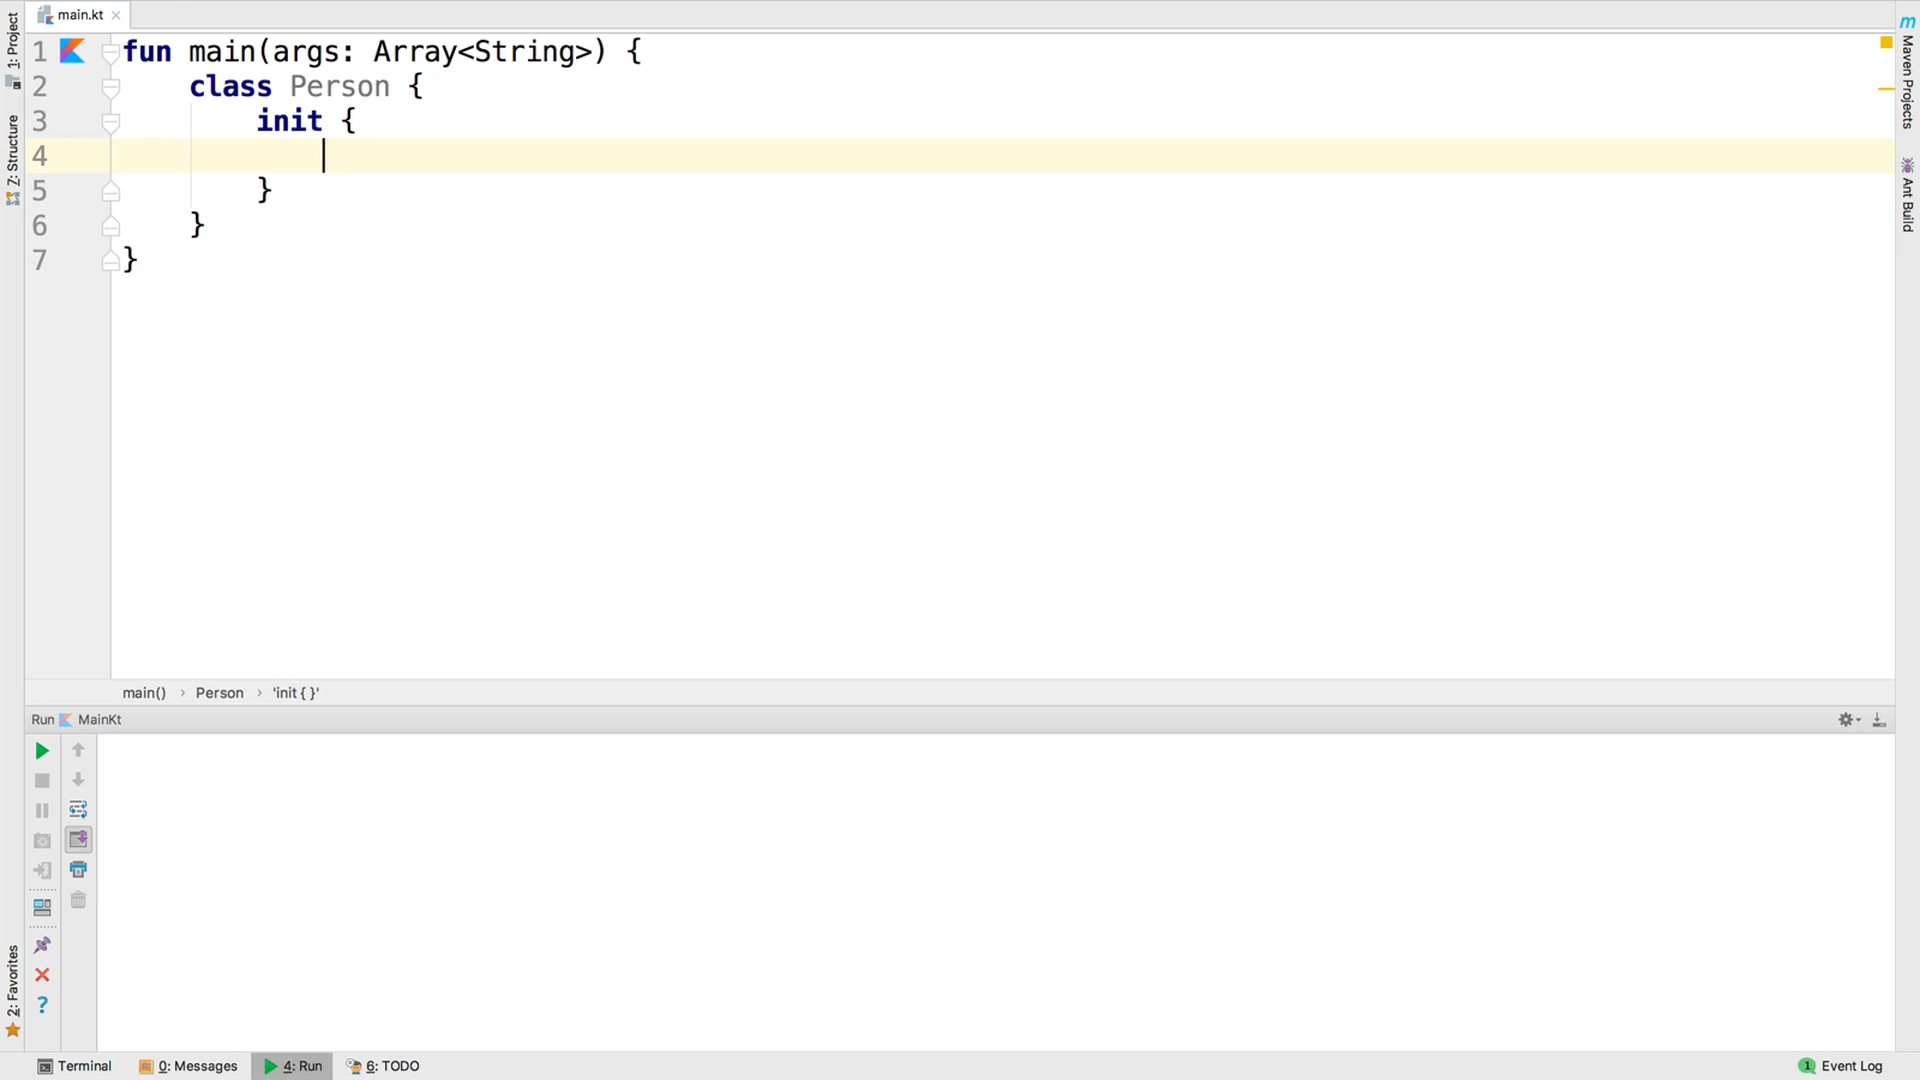 main.kt
1: Project
7: Structure
2: Favorites
1 fun main(args: Array<String>) {
2 class Person {
3 init {
4
5 }
6 }
7 }
m
Maven Projects
Ant Build
main() › Person › 'init { }'
Run MainKt
?
Terminal 0: Messages 4: Run 6: TODO 1 Event Log